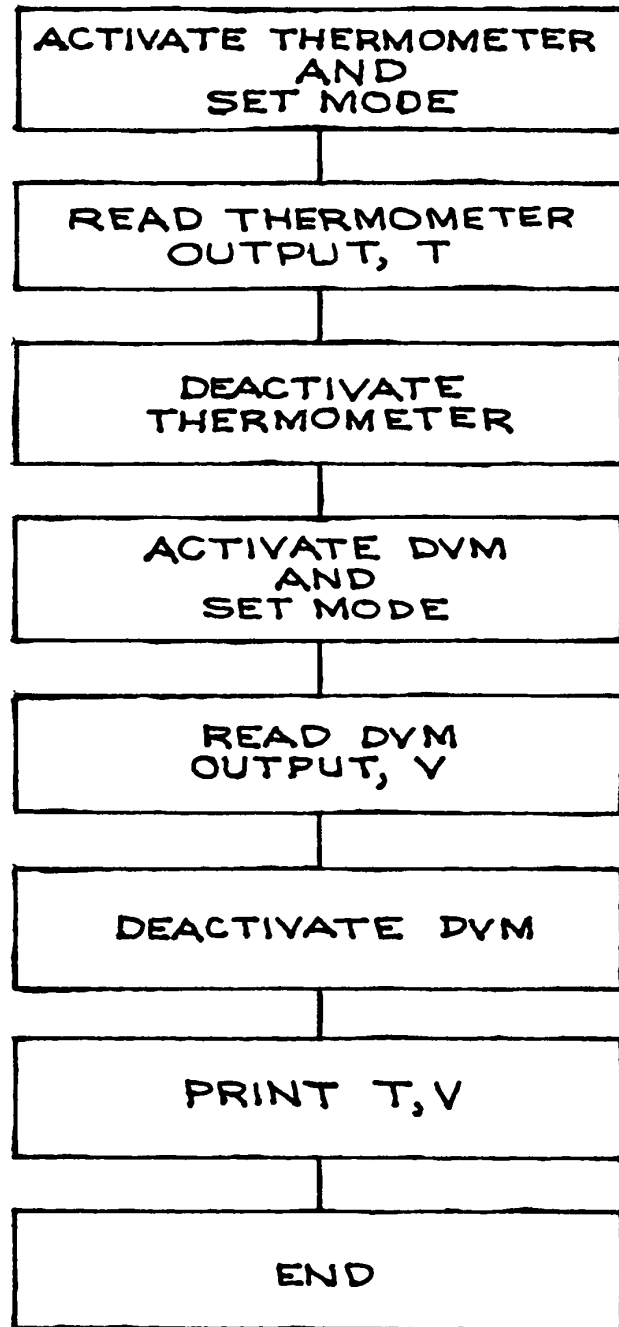 ACTIVATE THERMOMETER
AND
SET MODE
READ THERMOMETER
OUTPUT, T
DEACTIVATE
THERMOMETER
ACTIVATE DVM
AND
SET MODE
READ DVM
OUTPUT, V
DEACTIVATE DVM
PRINT T, V
END